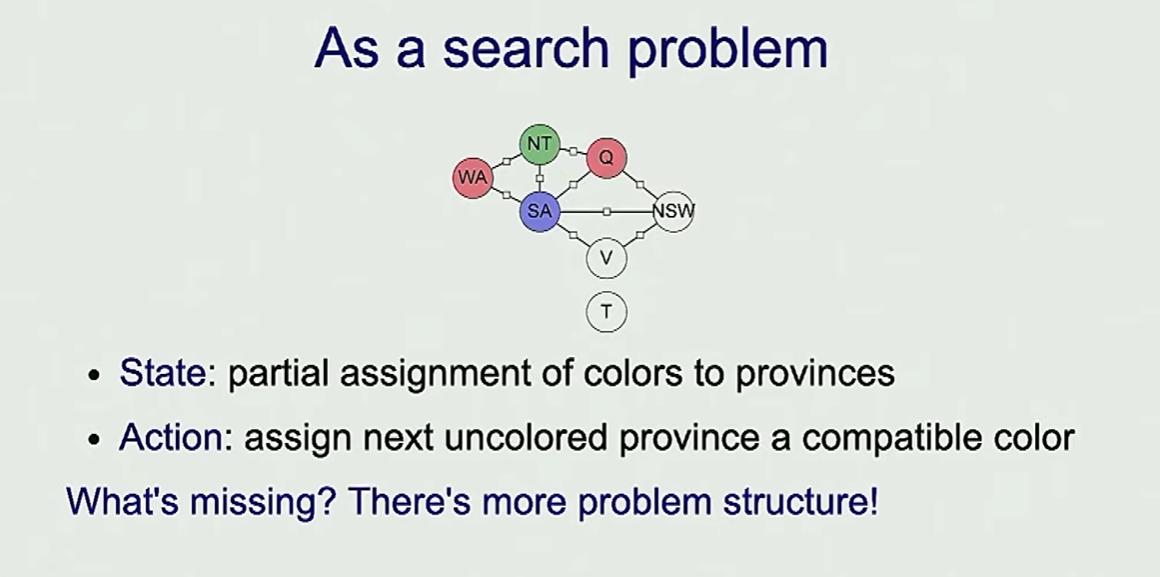 As a search problem
NT
Q
WA
SA
NSW
V
T
• State: partial assignment of colors to provinces
• Action: assign next uncolored province a compatible color
What's missing? There's more problem structure!